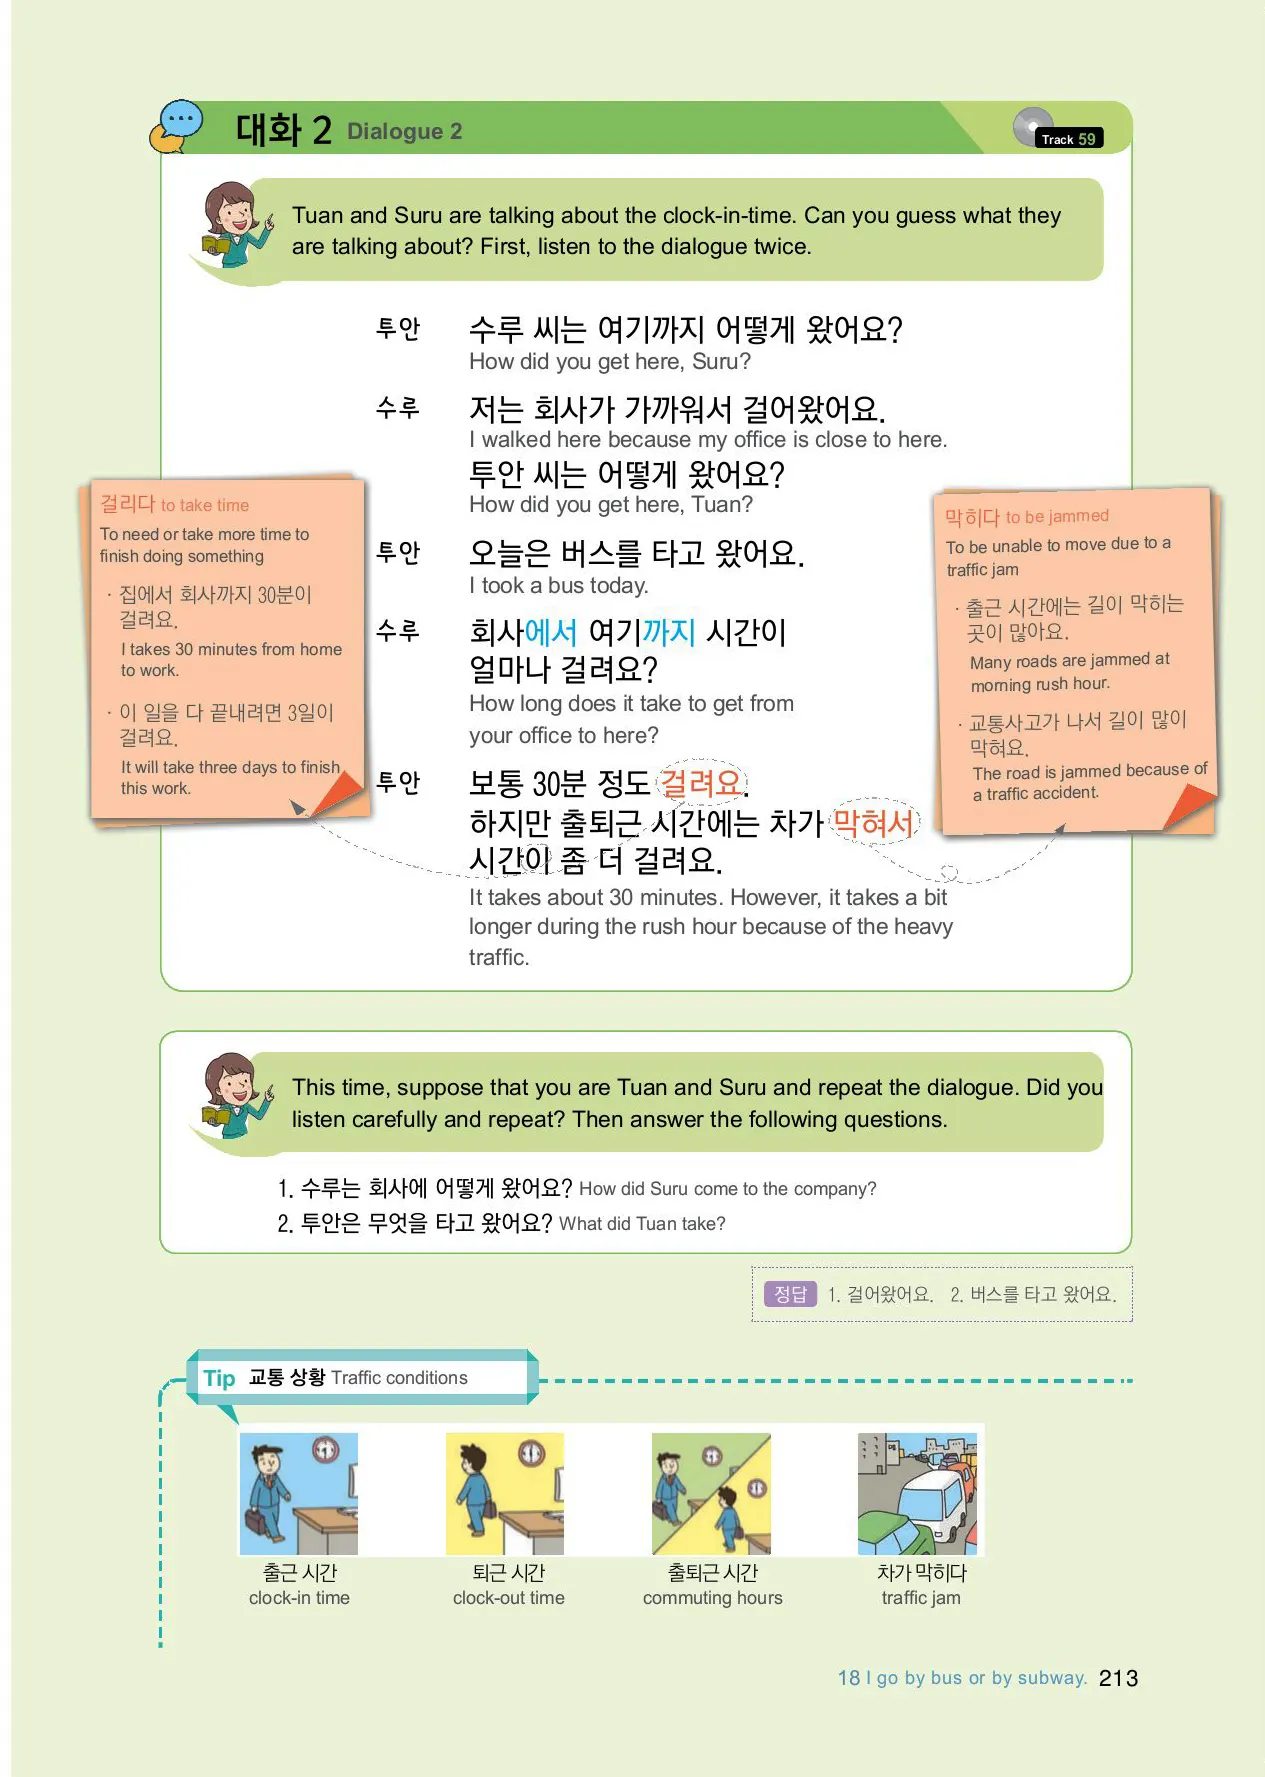 대화 2 Dialogue 2
Track 59
Tuan and Suru are talking about the clock-in-time. Can you guess what they
are talking about? First, listen to the dialogue twice.
투안 수루 씨는 여기까지 어떻게 왔어요?
How did you get here, Suru?
수루 저는 회사가 가까워서 걸어왔어요.
I walked here because my office is close to here.
투안 씨는 어떻게 왔어요?
How did you get here, Tuan?
투안 오늘은 버스를 타고 왔어요.
I took a bus today.
수루 회사에서 여기까지 시간이
얼마나 걸려요?
How long does it take to get from
your office to here?
투안 보통 30분 정도 걸려요.
하지만 출퇴근 시간에는 차가 막혀서
시간이 좀 더 걸려요.
It takes about 30 minutes. However, it takes a bit
longer during the rush hour because of the heavy
traffic.
걸리다 to take time
To need or take more time to
finish doing something
· 집에서 회사까지 30분이
걸려요.
I takes 30 minutes from home
to work.
· 이 일을 다 끝내려면 3일이
걸려요.
It will take three days to finish
this work.
막히다 to be jammed
To be unable to move due to a
traffic jam
· 출근 시간에는 길이 막히는
곳이 많아요.
Many roads are jammed at
morning rush hour.
· 교통사고가 나서 길이 많이
막혀요.
The road is jammed because of
a traffic accident.
This time, suppose that you are Tuan and Suru and repeat the dialogue. Did you
listen carefully and repeat? Then answer the following questions.
1. 수루는 회사에 어떻게 왔어요? How did Suru come to the company?
2. 투안은 무엇을 타고 왔어요? What did Tuan take?
정답 1. 걸어왔어요. 2. 버스를 타고 왔어요.
Tip 교통 상황 Traffic conditions
출근 시간
clock-in time
퇴근 시간
clock-out time
출퇴근 시간
commuting hours
차가 막히다
traffic jam
18 I go by bus or by subway. 213